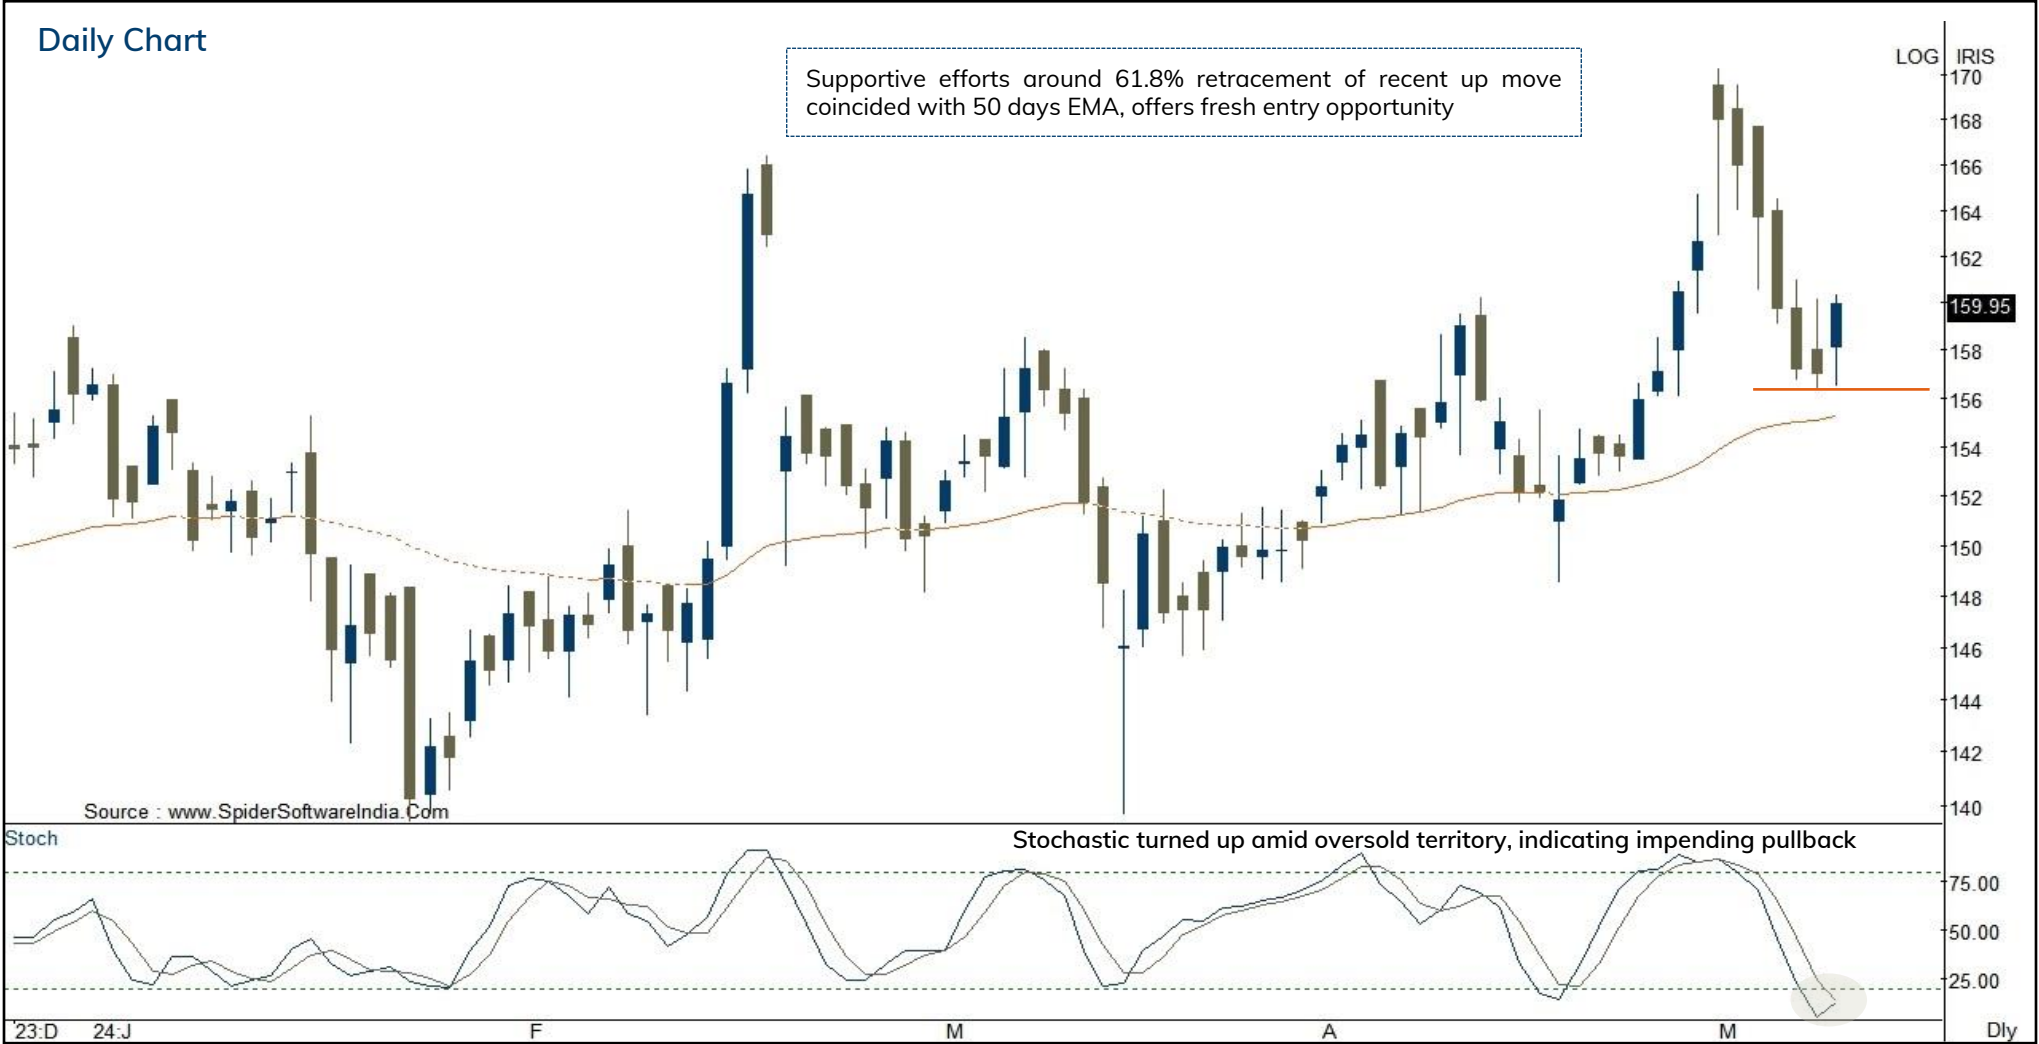 Daily Chart
Supportive efforts around 61.8% retracement of recent up move
coincided with 50 days EMA, offers fresh entry opportunity
LOG IRIS
170
168
166
164
162
159.95
158
156
154
152
150
148
146
144
142
140
Source : www.SpiderSoftwareIndia.Com
Stoch
Stochastic turned up amid oversold territory, indicating impending pullback
75.00
50.00
25.00
23:D 24:J F M A M Dly